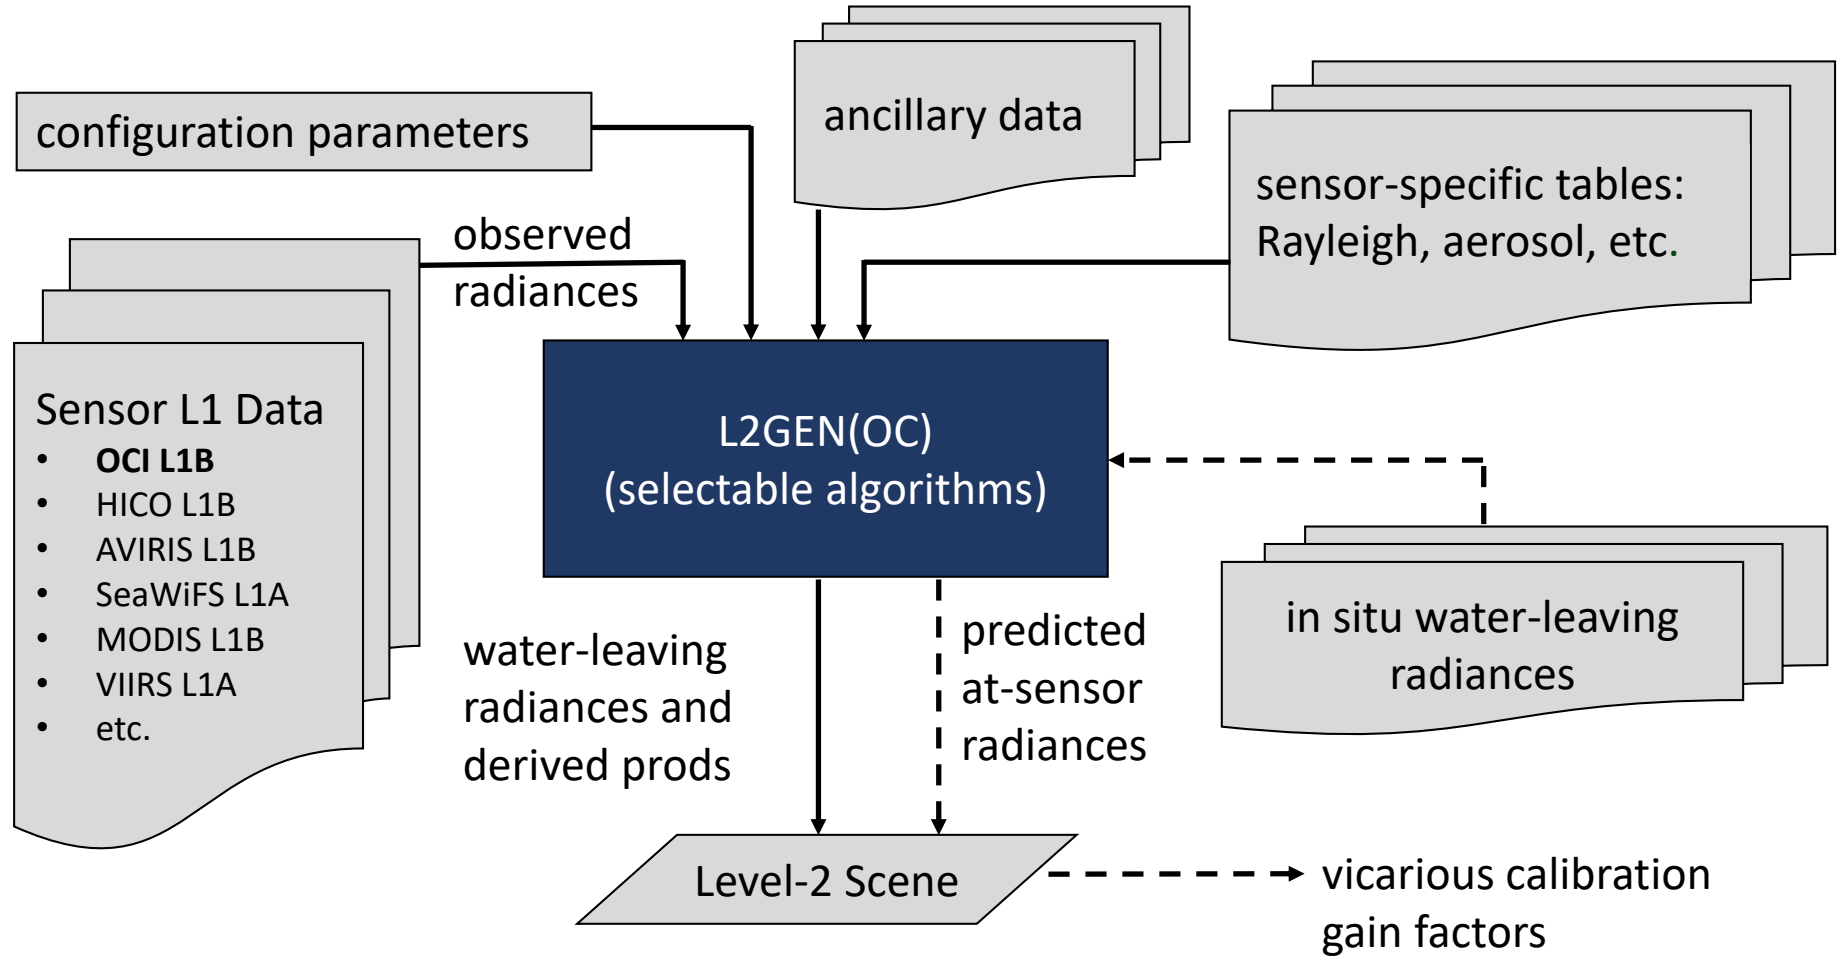 configuration parameters
ancillary data
sensor-specific tables:
Rayleigh, aerosol, etc.
observed
radiances
Sensor L1 Data
• OCI L1B
• HICO L1B
• AVIRIS L1B
• SeaWiFS L1A
• MODIS L1B
• VIIRS L1A
• etc.
L2GEN(OC)
(selectable algorithms)
in situ water-leaving
radiances
water-leaving
radiances and
derived prods
predicted
at-sensor
radiances
Level-2 Scene
vicarious calibration
gain factors